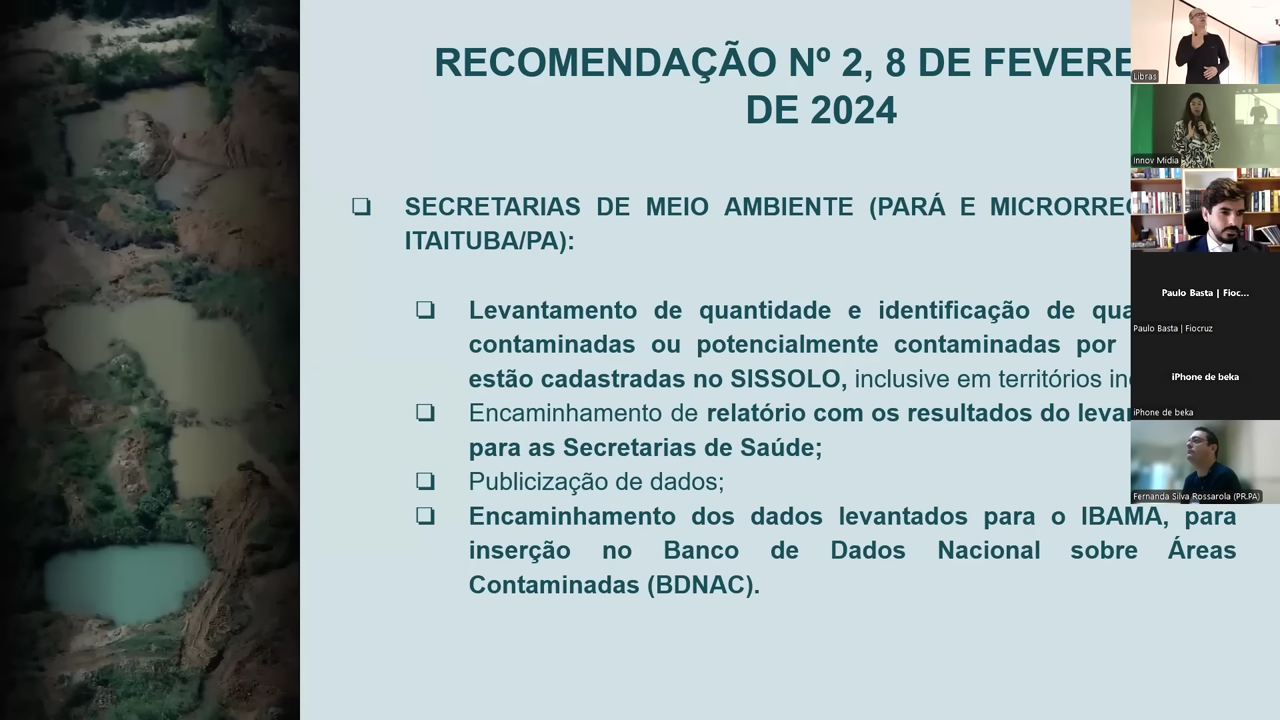 RECOMENDAÇÃO Nº 2, 8 DE FEVERE
DE 2024
SECRETARIAS DE MEIO AMBIENTE (PARÁ E MICRORREG
ITAITUBA/PA):
Levantamento de quantidade e identificação de qua
contaminadas ou potencialmente contaminadas por
estão cadastradas no SISSOLO, inclusive em territórios in
Encaminhamento de relatório com os resultados do leva
para as Secretarias de Saúde;
Publicização de dados;
Encaminhamento dos dados levantados para o IBAMA, para
inserção no Banco de Dados Nacional sobre Áreas
Contaminadas (BDNAC).
Libras
Innov Midia
Paulo Basta | Fioc...
Paulo Basta | Fiocruz
iPhone de beka
iPhone de beka
Fernanda Silva Rossarola (PR.PA)